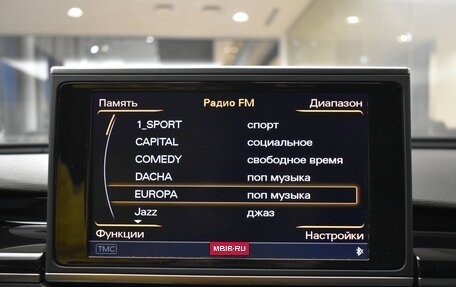 Память Радио FM Диапазон
1_SPORT спорт
CAPITAL социальное
COMEDY свободное время
DACHA поп музыка
EUROPA поп музыка
Jazz джаз
Функции Настройки
TMC MBIB-RU